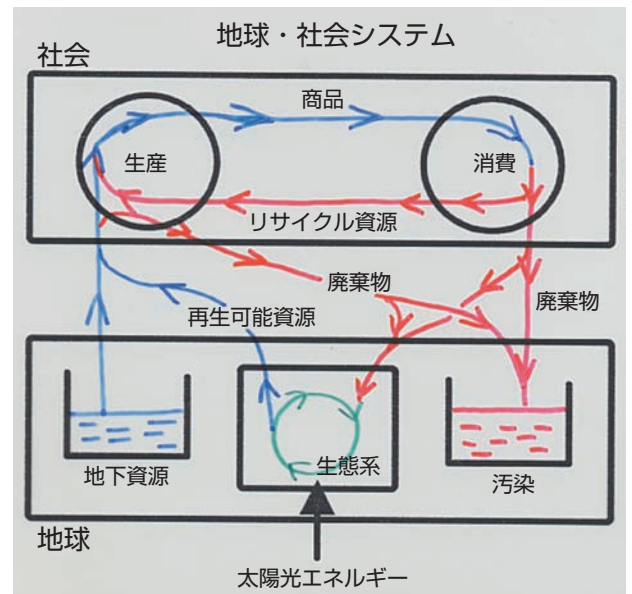 地球・社会システム
社会
商品
生産
消費
リサイクル資源
廃棄物
廃棄物
再生可能資源
地下資源
生態系
汚染
地球
太陽光エネルギー